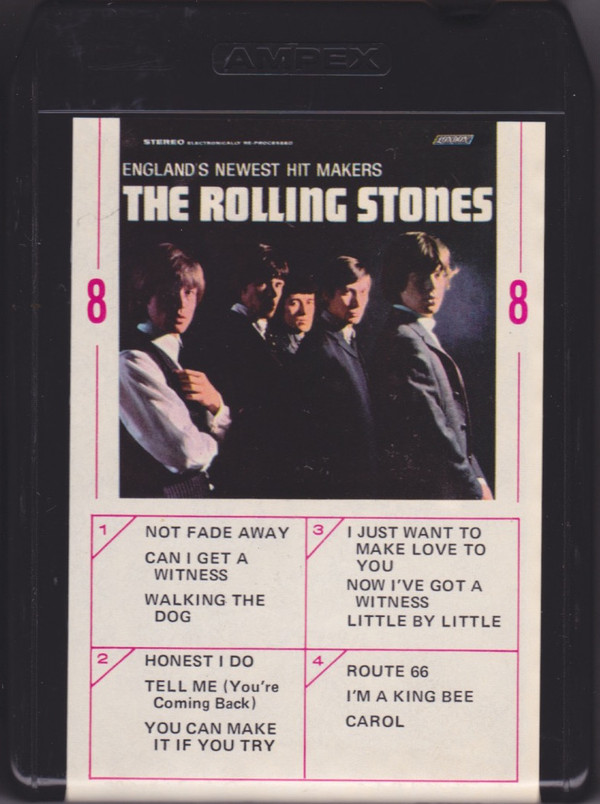 AMPEX
STEREO ELECTRONICALLY RE-PROCESSED
LONDON
ENGLAND'S NEWEST HIT MAKERS
THE ROLLING STONES
8
8
1
NOT FADE AWAY
CAN I GET A
WITNESS
WALKING THE
DOG
2
HONEST I DO
TELL ME (You're
Coming Back)
YOU CAN MAKE
IT IF YOU TRY
3
I JUST WANT TO
MAKE LOVE TO
YOU
NOW I'VE GOT A
WITNESS
LITTLE BY LITTLE
4
ROUTE 66
I'M A KING BEE
CAROL